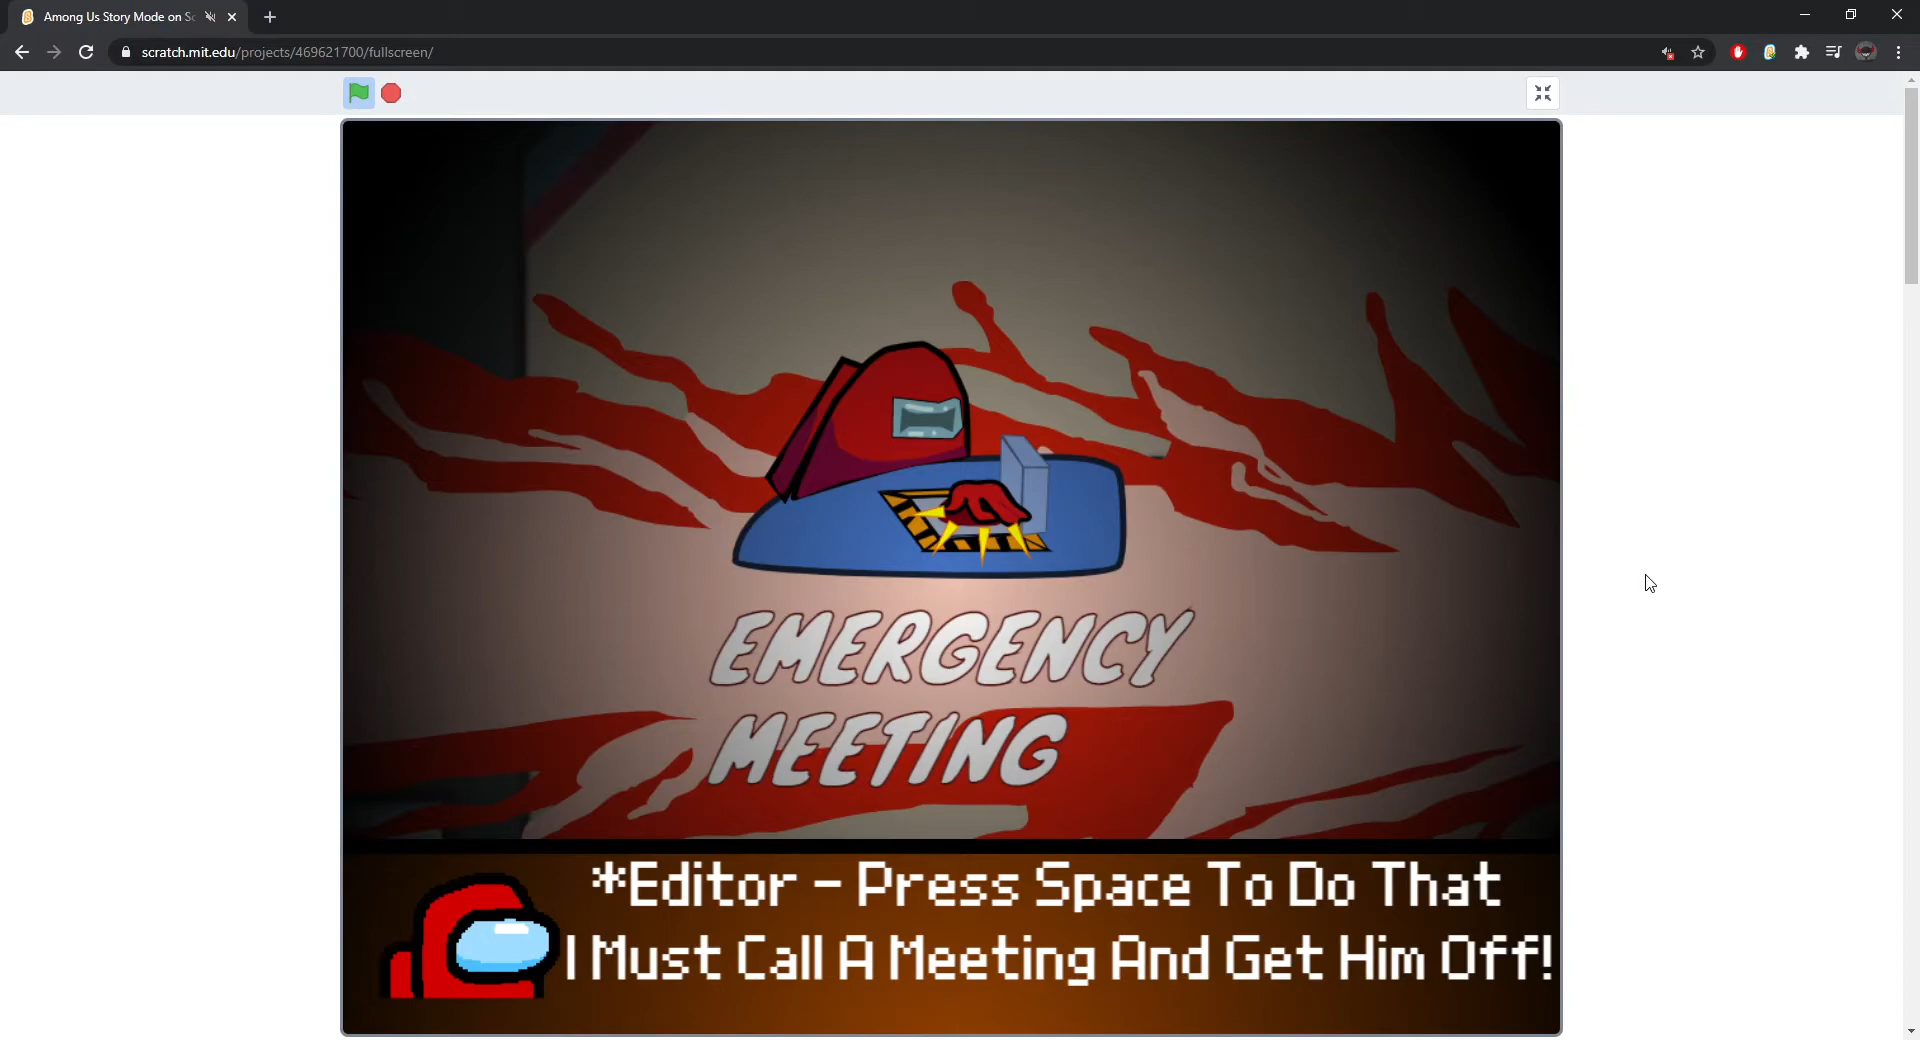 Among Us Story Mode on Sc
scratch.mit.edu/projects/469621700/fullscreen/
EMERGENCY
MEETING
*Editor - Press Space To Do That
I Must Call A Meeting And Get Him Off!